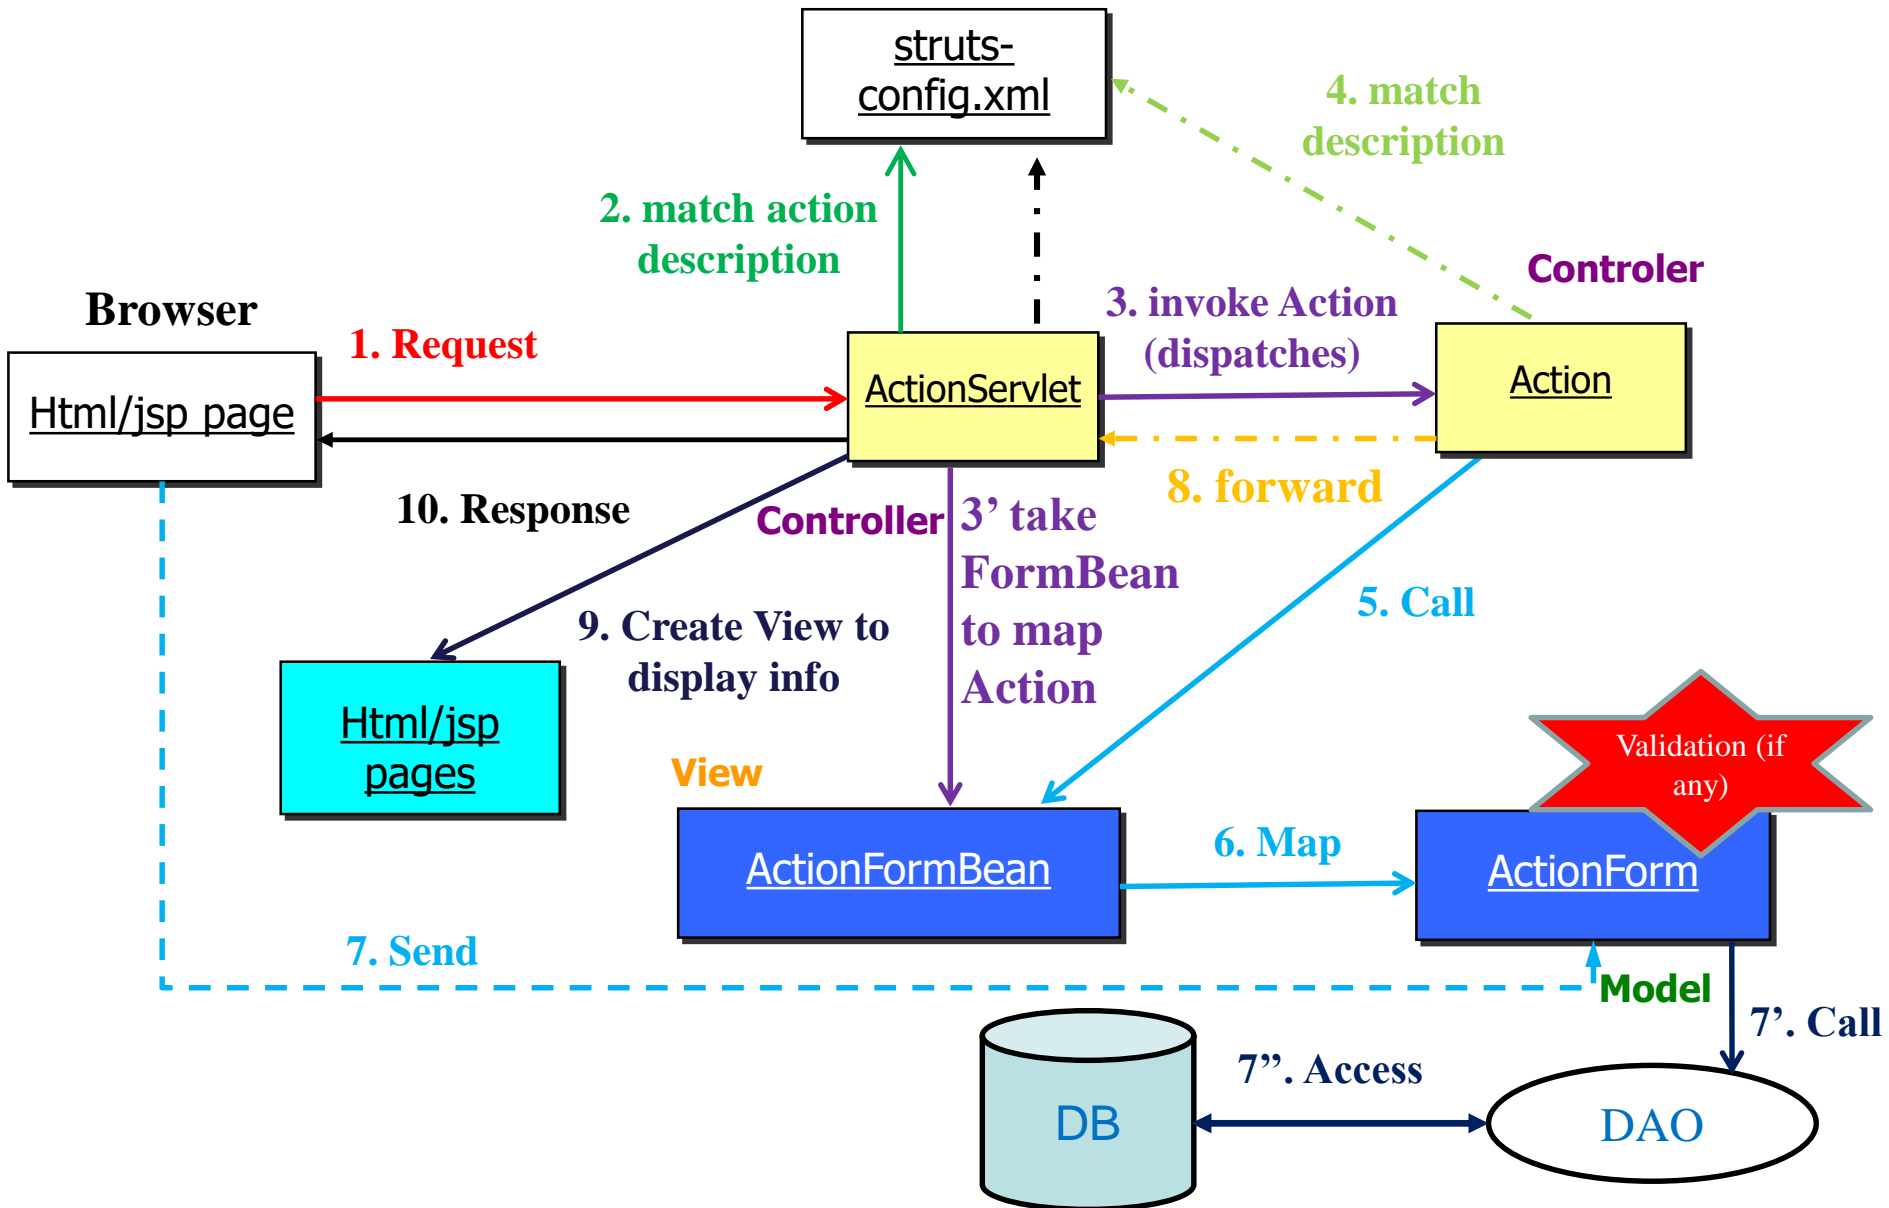 struts-
config.xml
4. match
description
2. match action
description
Controler
Browser
1. Request
3. invoke Action
(dispatches)
Html/jsp page
ActionServlet
Action
10. Response
8. forward
Controller
3’ take
FormBean
to map
Action
5. Call
9. Create View to
display info
Html/jsp
pages
View
Validation (if
any)
ActionFormBean
6. Map
ActionForm
7. Send
Model
7’. Call
7”. Access
DB
DAO